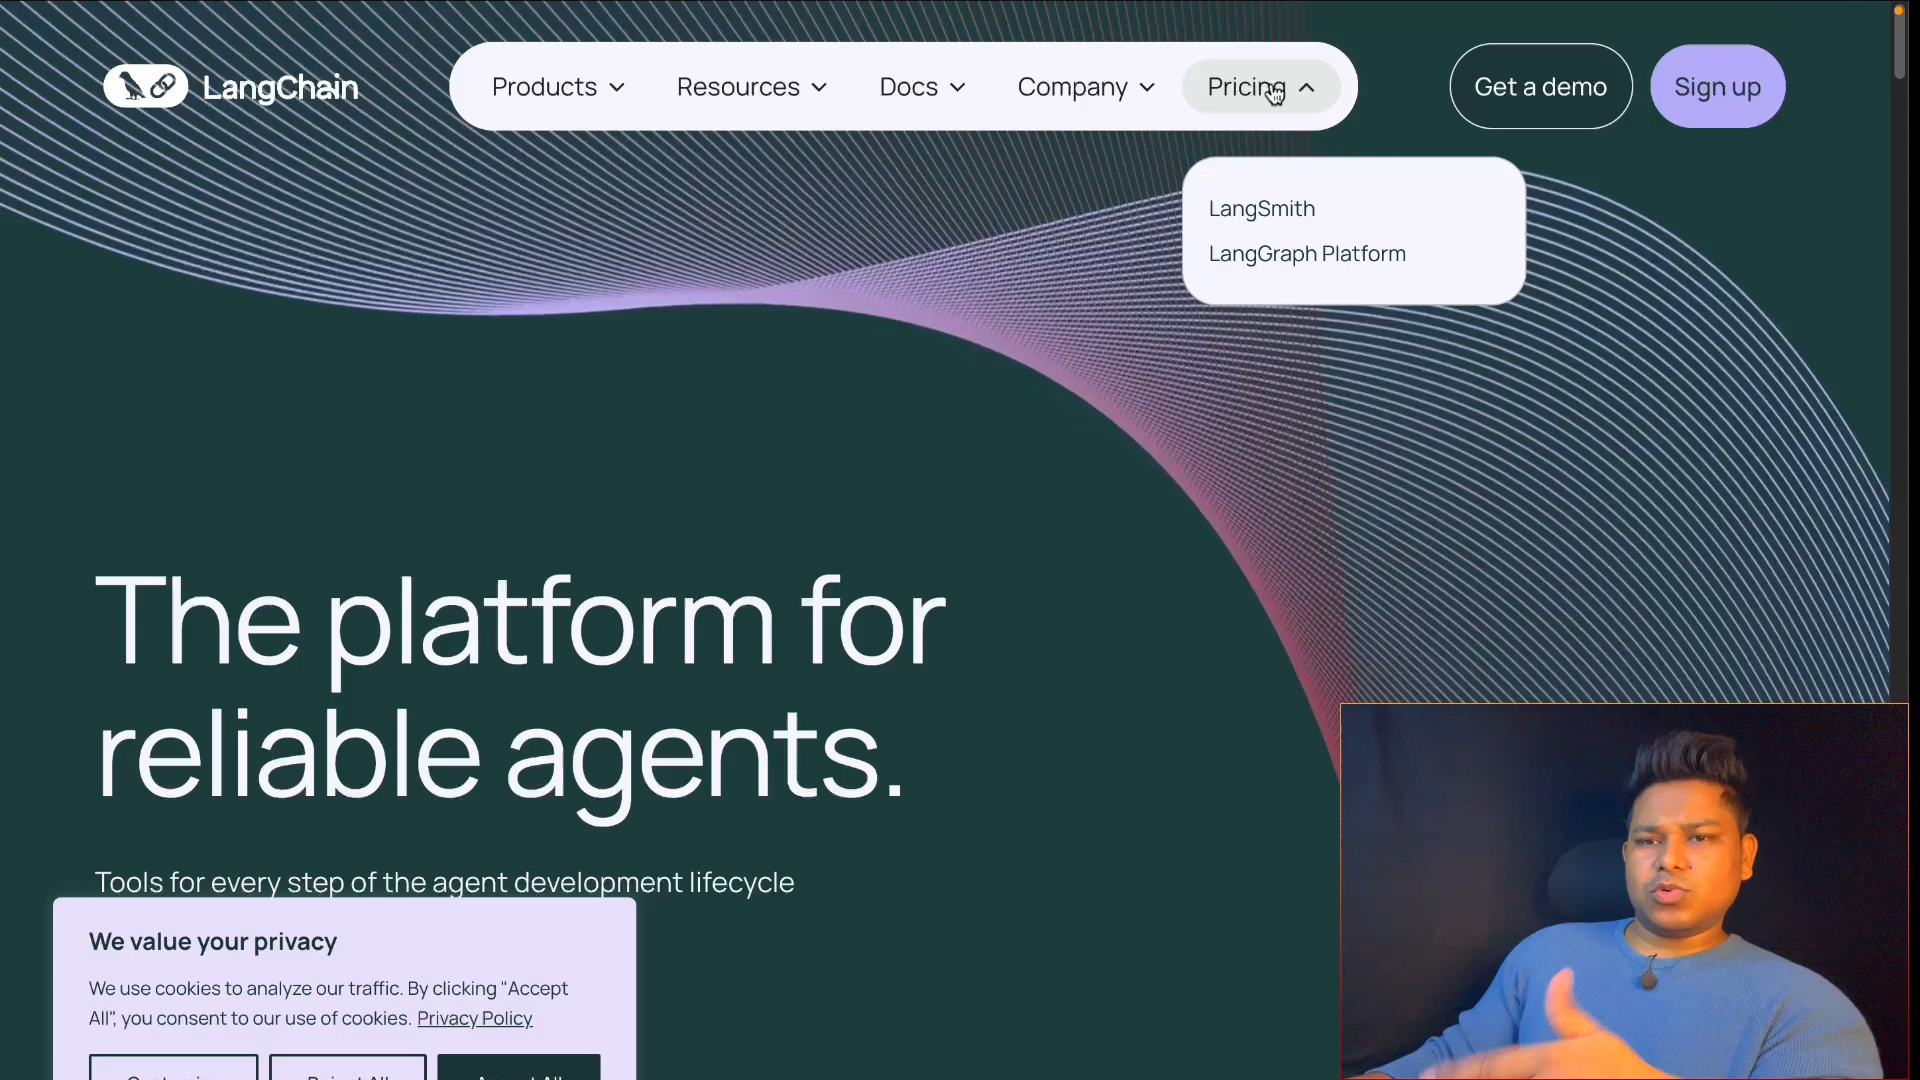 LangChain
Products
Resources
Docs
Company
Pricing
Get a demo
Sign up
LangSmith
LangGraph Platform
The platform for
reliable agents.
Tools for every step of the agent development lifecycle
We value your privacy
We use cookies to analyze our traffic. By clicking "Accept
All", you consent to our use of cookies. Privacy Policy